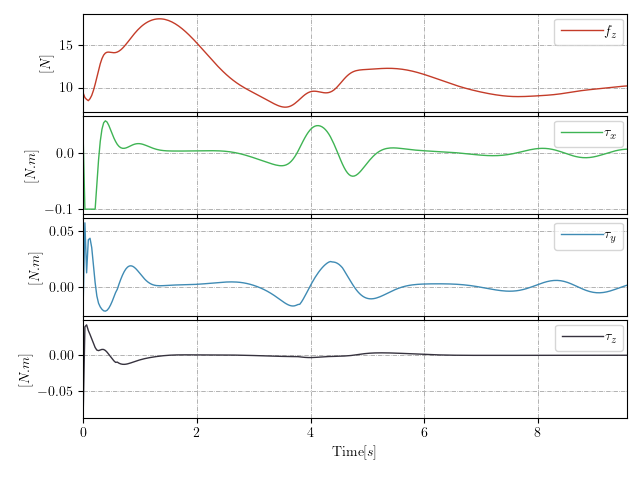 [N]
15
10
f_z
[N.m]
0.0
−0.1
τ_x
[N.m]
0.05
0.00
τ_y
[N.m]
0.00
−0.05
τ_z
0 2 4 6 8
Time[s]